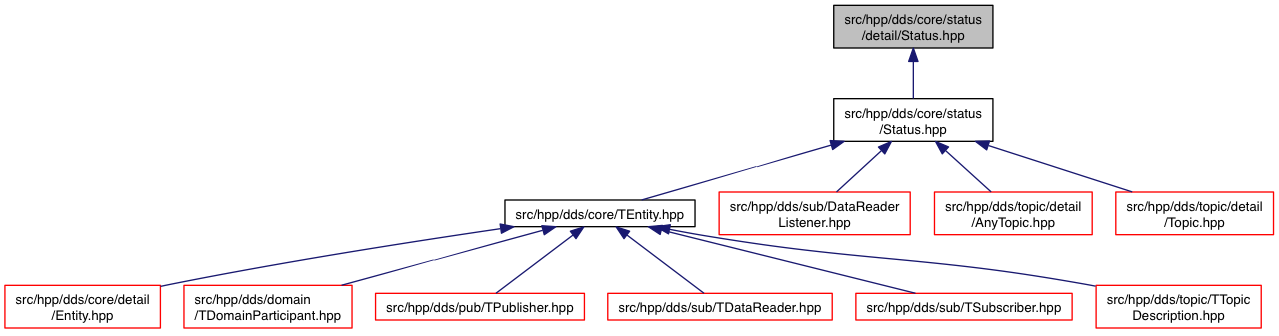 src/hpp/dds/core/status
/detail/Status.hpp
src/hpp/dds/core/status
/Status.hpp
src/hpp/dds/core/TEntity.hpp
src/hpp/dds/sub/DataReader
Listener.hpp
src/hpp/dds/topic/detail
/AnyTopic.hpp
src/hpp/dds/topic/detail
/Topic.hpp
src/hpp/dds/core/detail
/Entity.hpp
src/hpp/dds/domain
/TDomainParticipant.hpp
src/hpp/dds/pub/TPublisher.hpp
src/hpp/dds/sub/TDataReader.hpp
src/hpp/dds/sub/TSubscriber.hpp
src/hpp/dds/topic/TTopic
Description.hpp